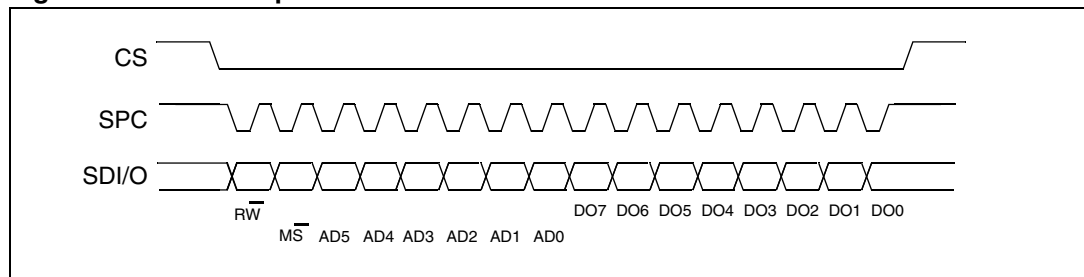 CS
SPC
SDI/O
RW̅
DO7 DO6 DO5 DO4 DO3 DO2 DO1 DO0
MS̅ AD5 AD4 AD3 AD2 AD1 AD0